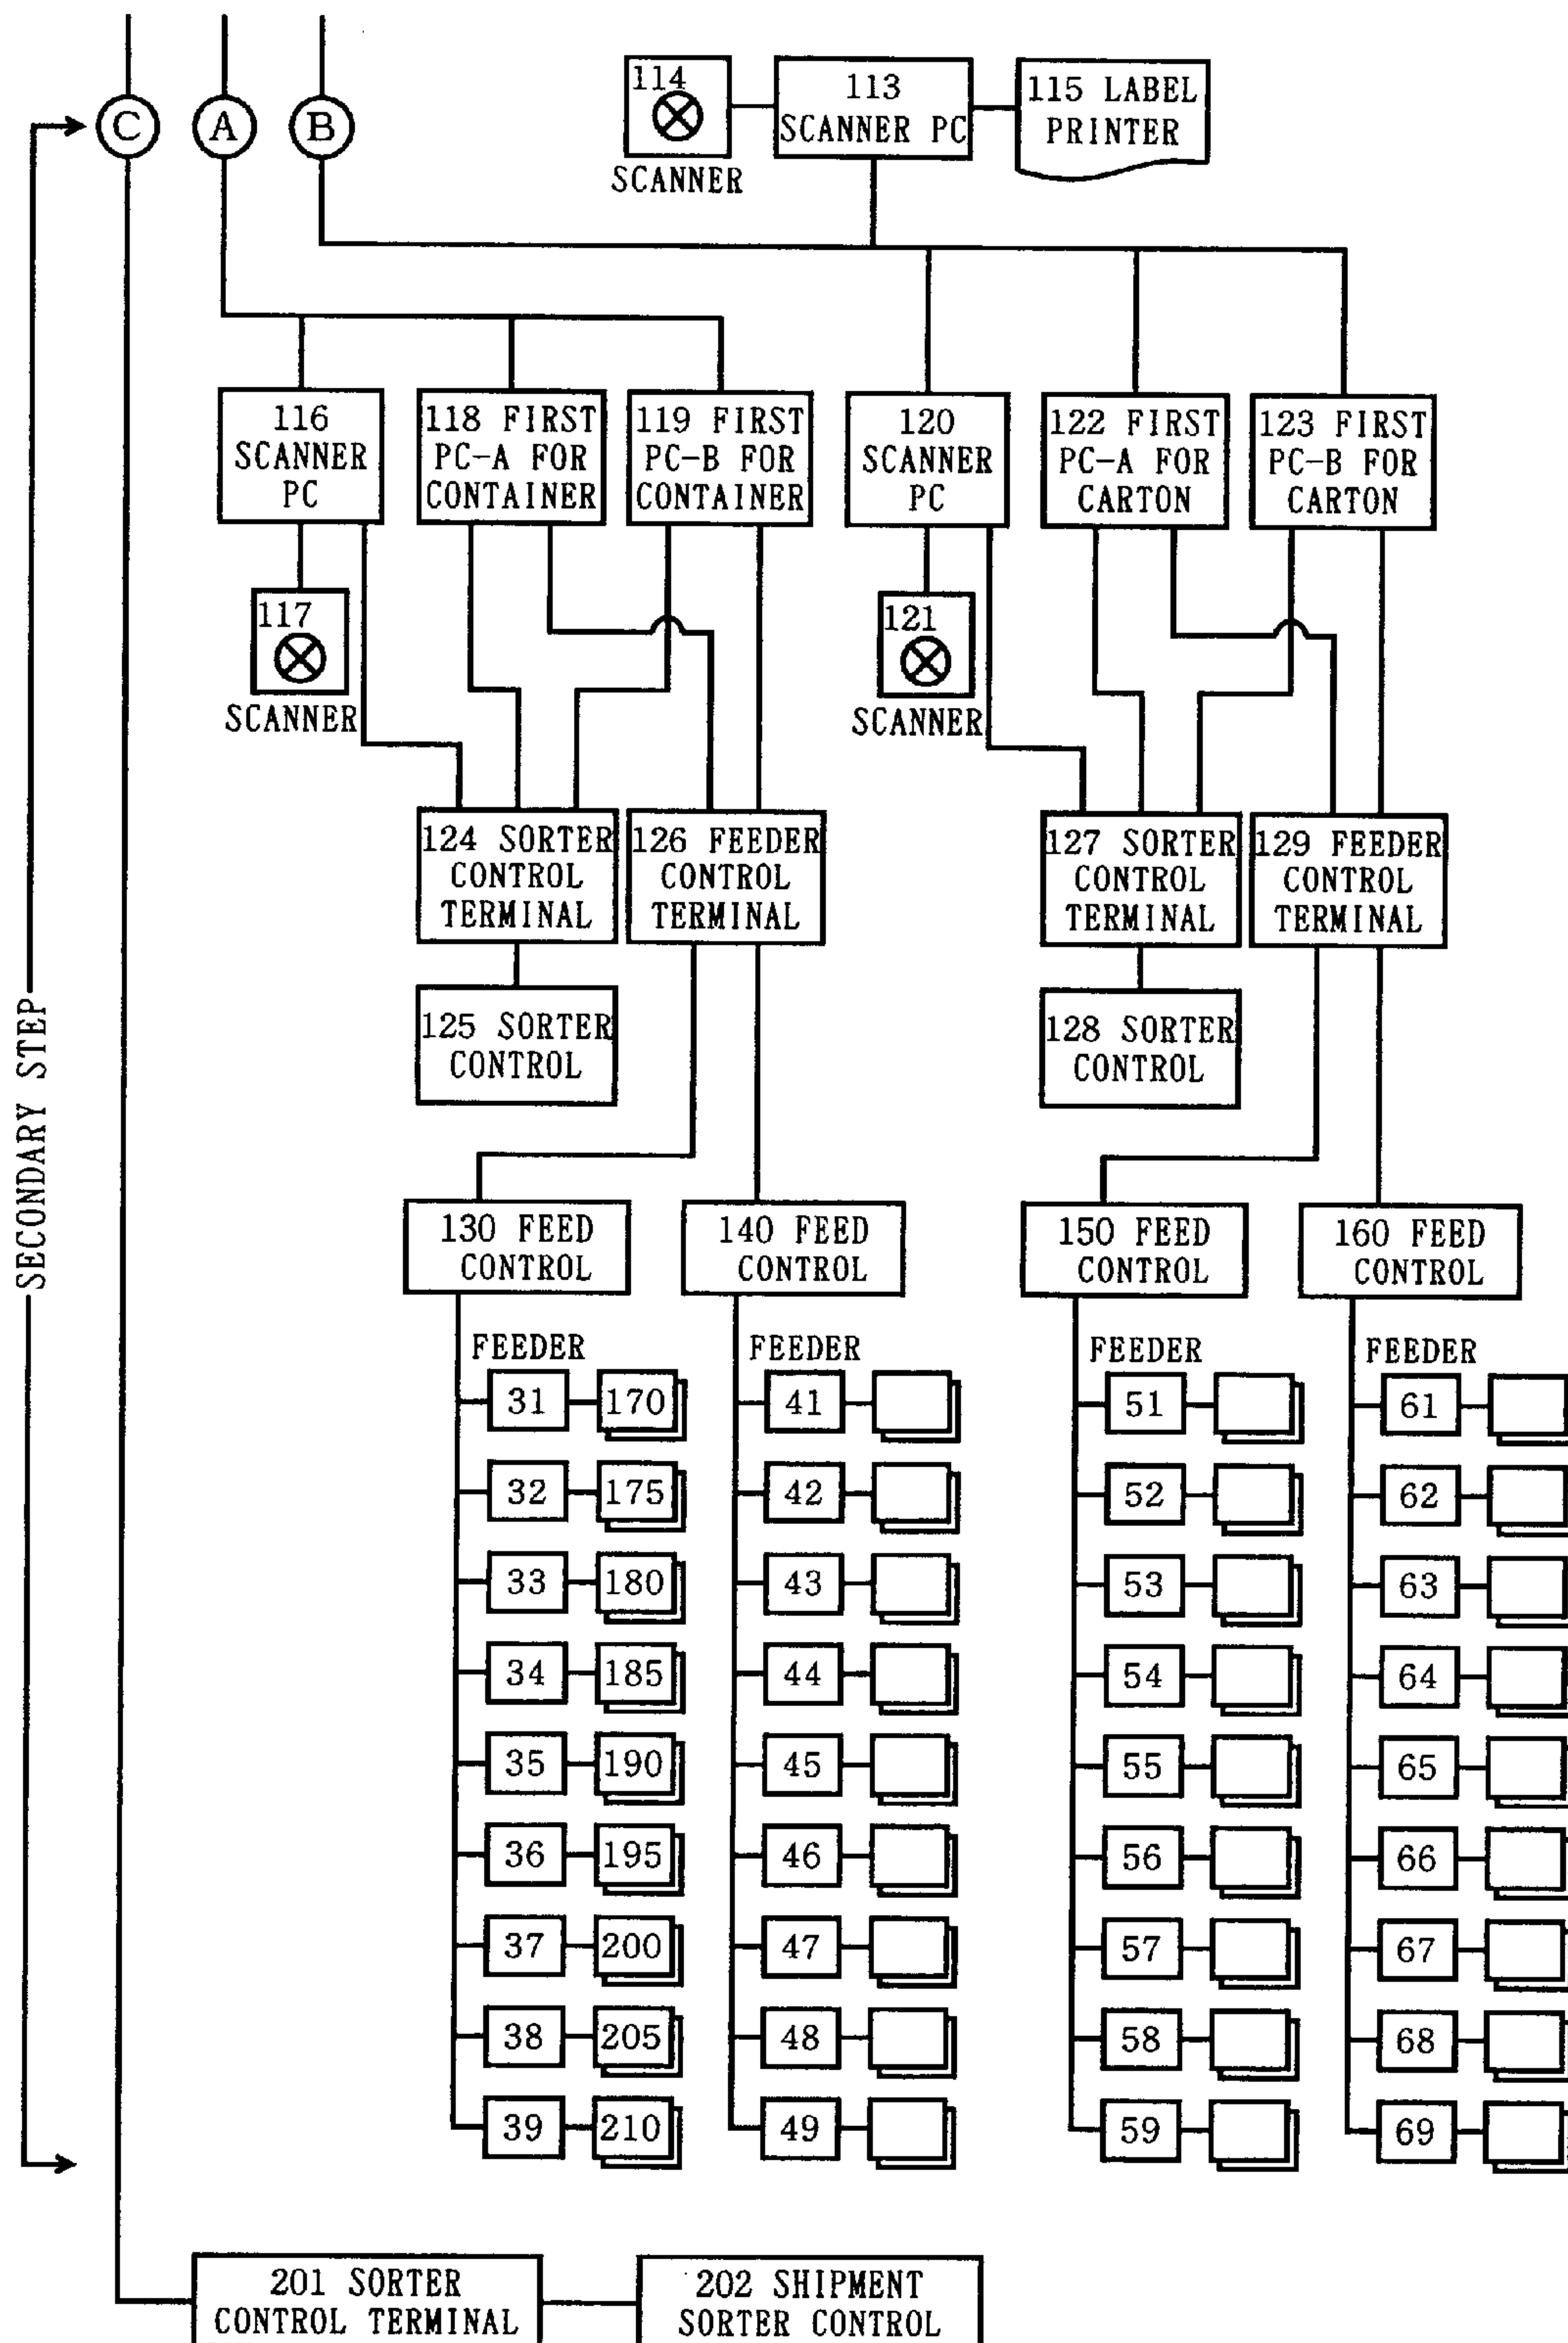 C
A
B
114
SCANNER
113
SCANNER PC
115 LABEL
PRINTER
116
SCANNER
PC
118 FIRST
PC-A FOR
CONTAINER
119 FIRST
PC-B FOR
CONTAINER
120
SCANNER
PC
122 FIRST
PC-A FOR
CARTON
123 FIRST
PC-B FOR
CARTON
117
SCANNER
121
SCANNER
124 SORTER
CONTROL
TERMINAL
126 FEEDER
CONTROL
TERMINAL
127 SORTER
CONTROL
TERMINAL
129 FEEDER
CONTROL
TERMINAL
125 SORTER
CONTROL
128 SORTER
CONTROL
SECONDARY STEP
130 FEED
CONTROL
140 FEED
CONTROL
150 FEED
CONTROL
160 FEED
CONTROL
FEEDER
31 170
32 175
33 180
34 185
35 190
36 195
37 200
38 205
39 210
FEEDER
41
42
43
44
45
46
47
48
49
FEEDER
51
52
53
54
55
56
57
58
59
FEEDER
61
62
63
64
65
66
67
68
69
201 SORTER
CONTROL TERMINAL
202 SHIPMENT
SORTER CONTROL